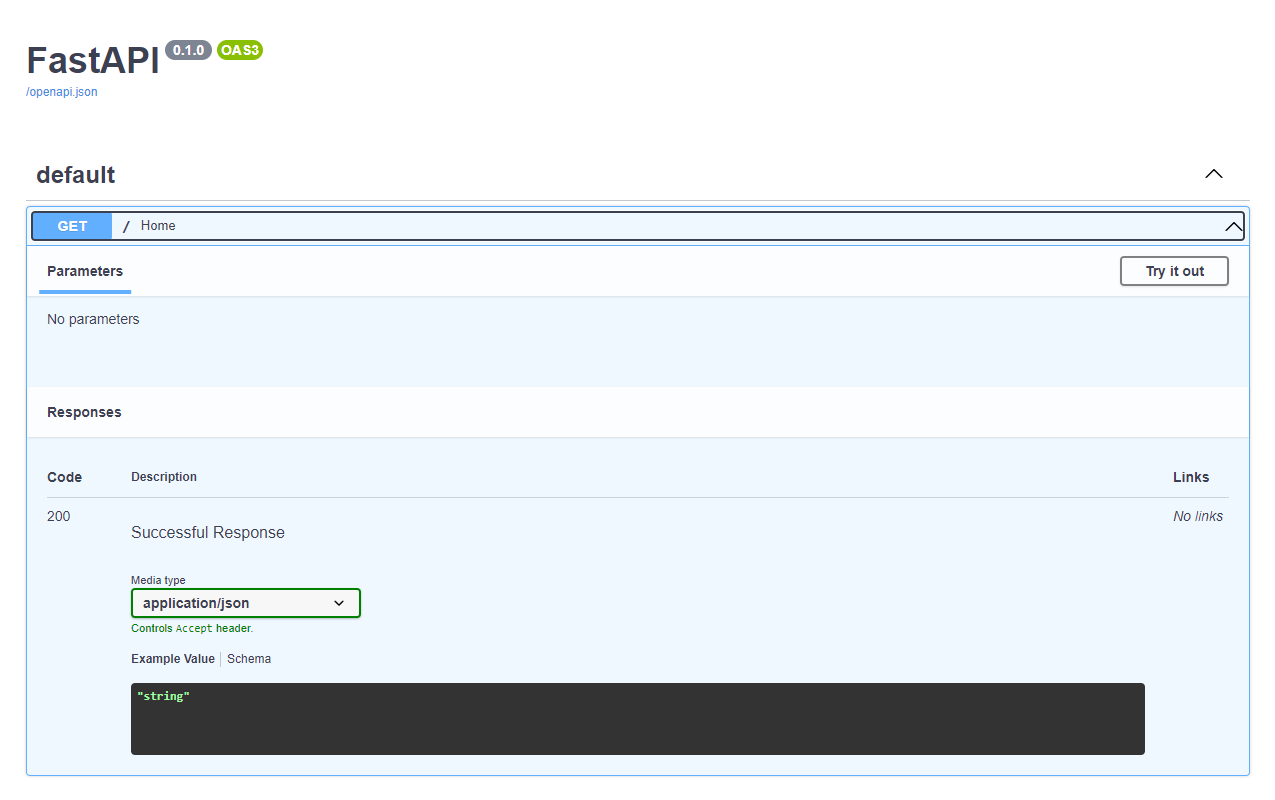 FastAPI 0.1.0 OAS3
/openapi.json
default
GET / Home
Parameters Try it out
No parameters
Responses
Code Description Links
200 No links
Successful Response
Media type
application/json
Controls Accept header.
Example Value Schema
"string"